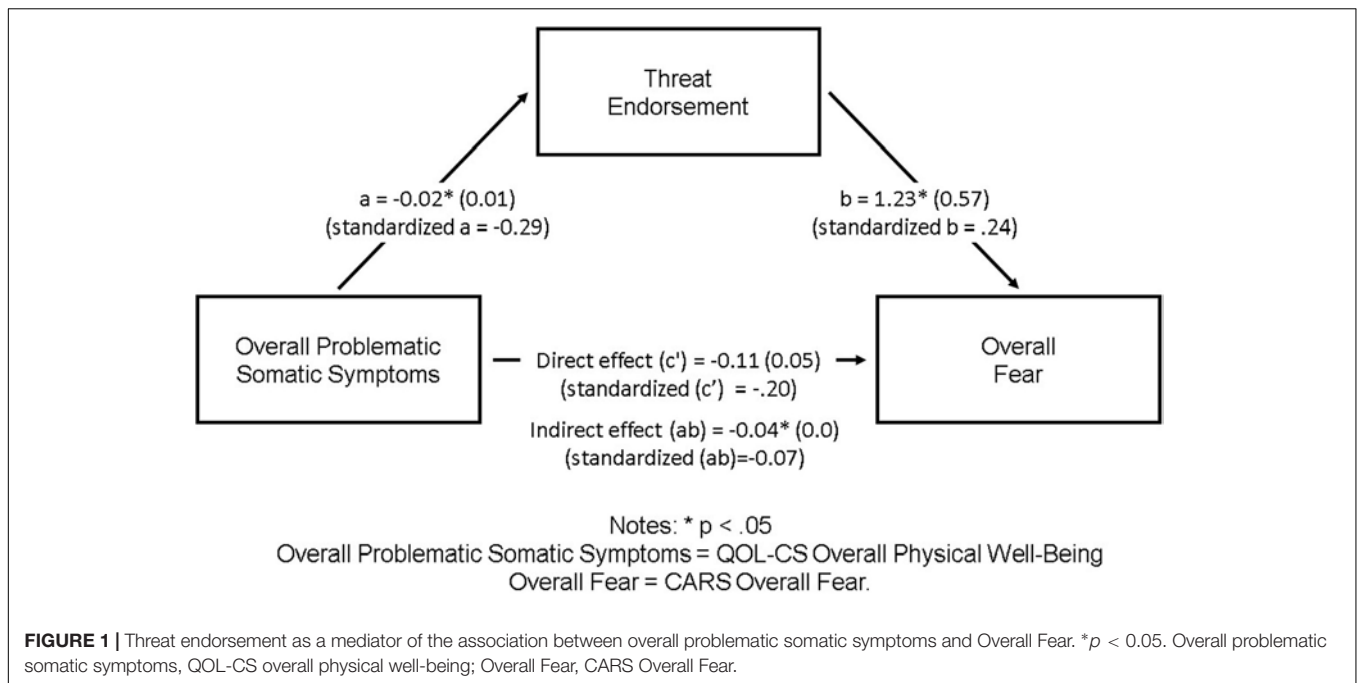 Threat
Endorsement
a = -0.02* (0.01)
(standardized a = -0.29)
b = 1.23* (0.57)
(standardized b = .24)
Overall Problematic
Somatic Symptoms
Direct effect (c') = -0.11 (0.05)
(standardized (c’) = -.20)
Overall
Fear
Indirect effect (ab) = -0.04* (0.0)
(standardized (ab)=-0.07)
Notes: * p < .05
Overall Problematic Somatic Symptoms = QOL-CS Overall Physical Well-Being
Overall Fear = CARS Overall Fear.
FIGURE 1 | Threat endorsement as a mediator of the association between overall problematic somatic symptoms and Overall Fear. *p < 0.05. Overall problematic
somatic symptoms, QOL-CS overall physical well-being; Overall Fear, CARS Overall Fear.